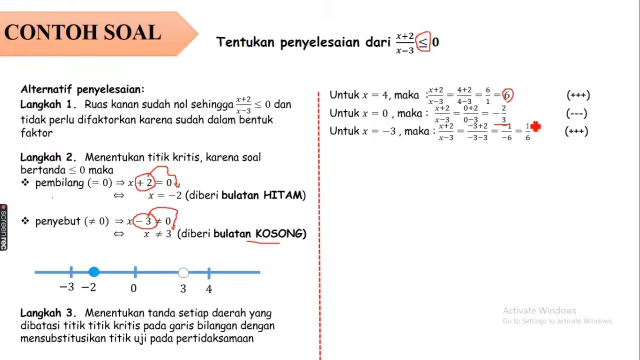 CONTOH SOAL
Tentukan penyelesaian dari x+2/x−3 ≤ 0
Alternatif penyelesaian:
Langkah 1. Ruas kanan sudah nol sehingga x+2/x−3 ≤ 0 dan
tidak perlu difaktorkan karena sudah dalam bentuk
faktor
Langkah 2. Menentukan titik kritis, karena soal
bertanda ≤ 0 maka
❖ pembilang (= 0) ⇒ x + 2 = 0
⇔ x = −2 (diberi bulatan HITAM)
❖ penyebut (≠ 0) ⇒ x − 3 ≠ 0
⇔ x ≠ 3 (diberi bulatan KOSONG)
−3 −2 0 3 4
Langkah 3. Menentukan tanda setiap daerah yang
dibatasi titik titik kritis pada garis bilangan dengan
mensubstitusikan titik uji pada pertidaksamaan
Untuk x = 4, maka : x+2/x−3 = 4+2/4−3 = 6/1 = 6 (+++)
Untuk x = 0, maka : x+2/x−3 = 0+2/0−3 = −2/3 (---)
Untuk x = −3, maka : x+2/x−3 = −3+2/−3−3 = −1/−6 = 1/6 (+++)
screenrec
Activate Windows
Go to Settings to activate Windows.